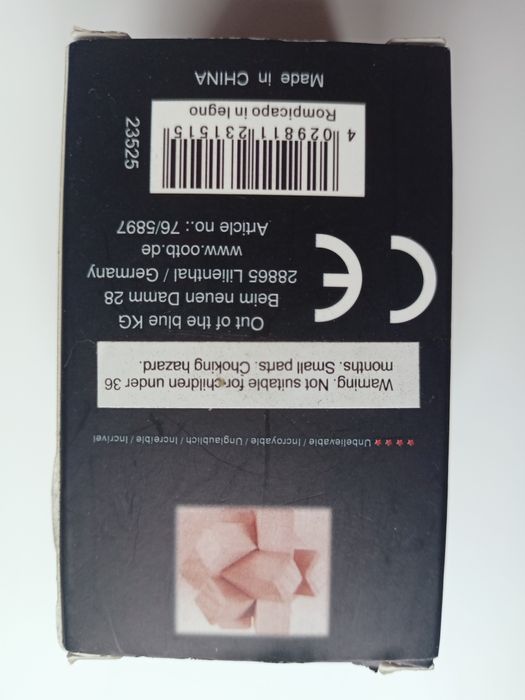 ★★★★ Unbelievable / Incroyable / Unglaublich / Increíble / Incrível
Warning. Not suitable for children under 36
months. Small parts. Choking hazard.
CE
Out of the blue KG
Beim neuen Damm 28
28865 Lilienthal / Germany
www.ootb.de
Article no.: 76/5897
4 029811 231515
Rompicapo in legno
23525
Made in CHINA